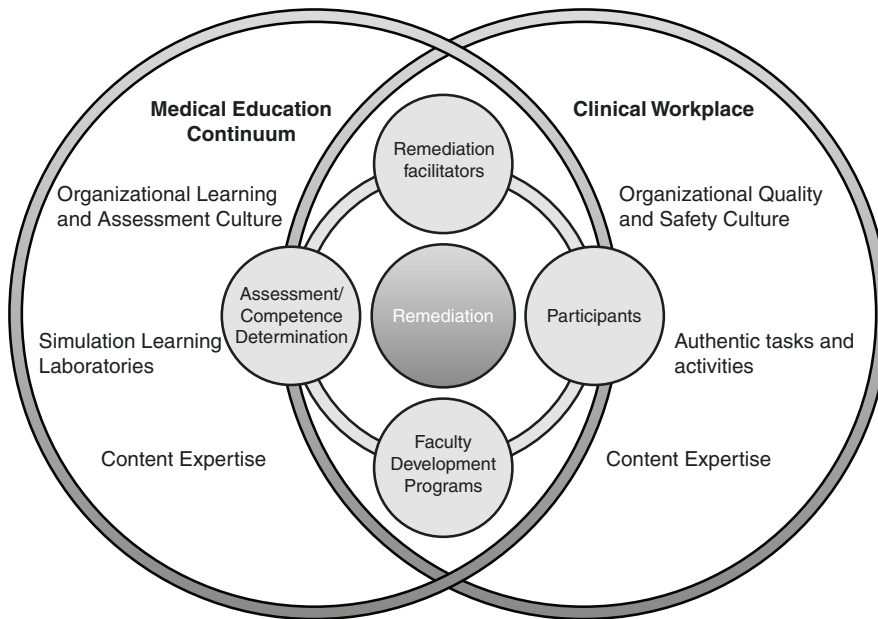 Medical Education
Continuum
Organizational Learning
and Assessment Culture
Simulation Learning
Laboratories
Content Expertise
Remediation
facilitators
Assessment/
Competence
Determination
Remediation
Participants
Faculty
Development
Programs
Clinical Workplace
Organizational Quality
and Safety Culture
Authentic tasks and
activities
Content Expertise